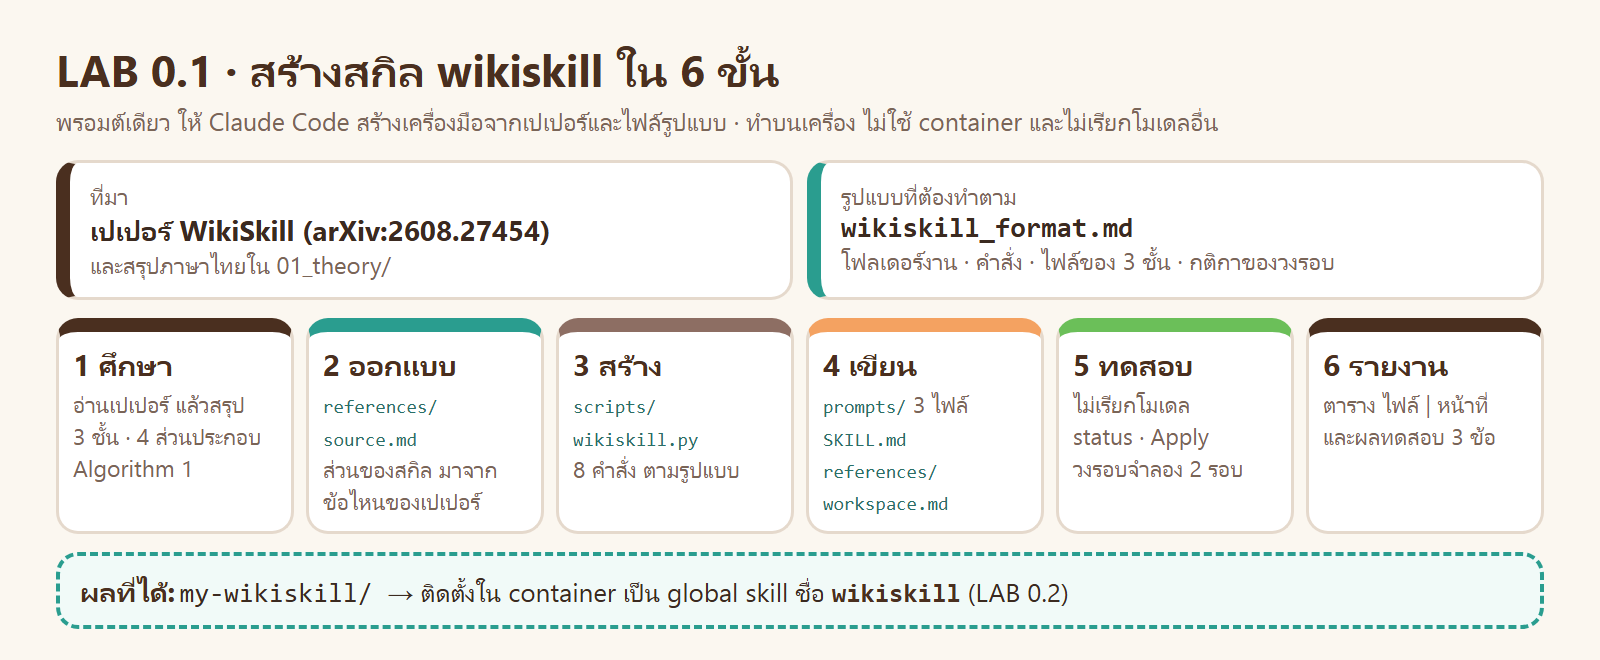 LAB 0.1 · สร้างสกิล wikiskill ใน 6 ขั้น
พรอมต์เดียว ให้ Claude Code สร้างเครื่องมือจากเปเปอร์และไฟล์รูปแบบ · ทำบนเครื่อง ไม่ใช้ container และไม่เรียกโมเดลอื่น
ที่มา
เปเปอร์ WikiSkill (arXiv:2608.27454)
และสรุปภาษาไทยใน 01_theory/
รูปแบบที่ต้องทำตาม
wikiskill_format.md
โฟลเดอร์งาน · คำสั่ง · ไฟล์ของ 3 ชั้น · กติกาของวงรอบ
1 ศึกษา
อ่านเปเปอร์ แล้วสรุป
3 ชั้น · 4 ส่วนประกอบ
Algorithm 1
2 ออกแบบ
references/
source.md
ส่วนของสกิล มาจาก
ข้อไหนของเปเปอร์
3 สร้าง
scripts/
wikiskill.py
8 คำสั่ง ตามรูปแบบ
4 เขียน
prompts/ 3 ไฟล์
SKILL.md
references/
workspace.md
5 ทดสอบ
ไม่เรียกโมเดล
status · Apply
วงรอบจำลอง 2 รอบ
6 รายงาน
ตาราง ไฟล์ | หน้าที่
และผลทดสอบ 3 ข้อ
ผลที่ได้: my-wikiskill/ → ติดตั้งใน container เป็น global skill ชื่อ wikiskill (LAB 0.2)